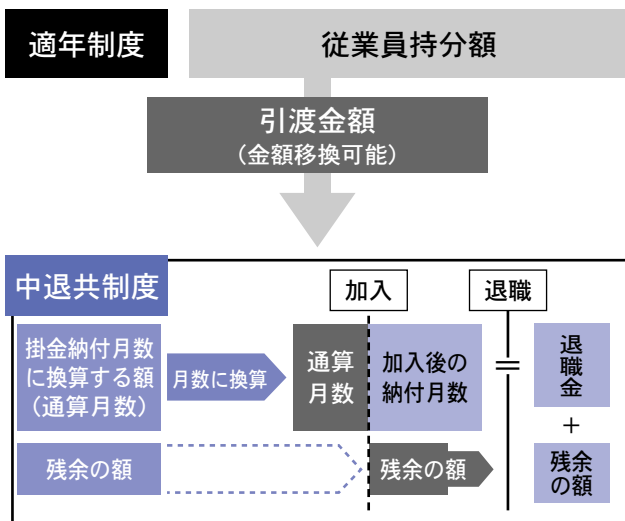 適年制度
従業員持分額
引渡金額
(金額移換可能)
中退共制度
加入
退職
掛金納付月数
に換算する額
(通算月数)
月数に換算
通算
月数
加入後の
納付月数
=
退
職
金
+
残余の額
残余の額
残余
の額